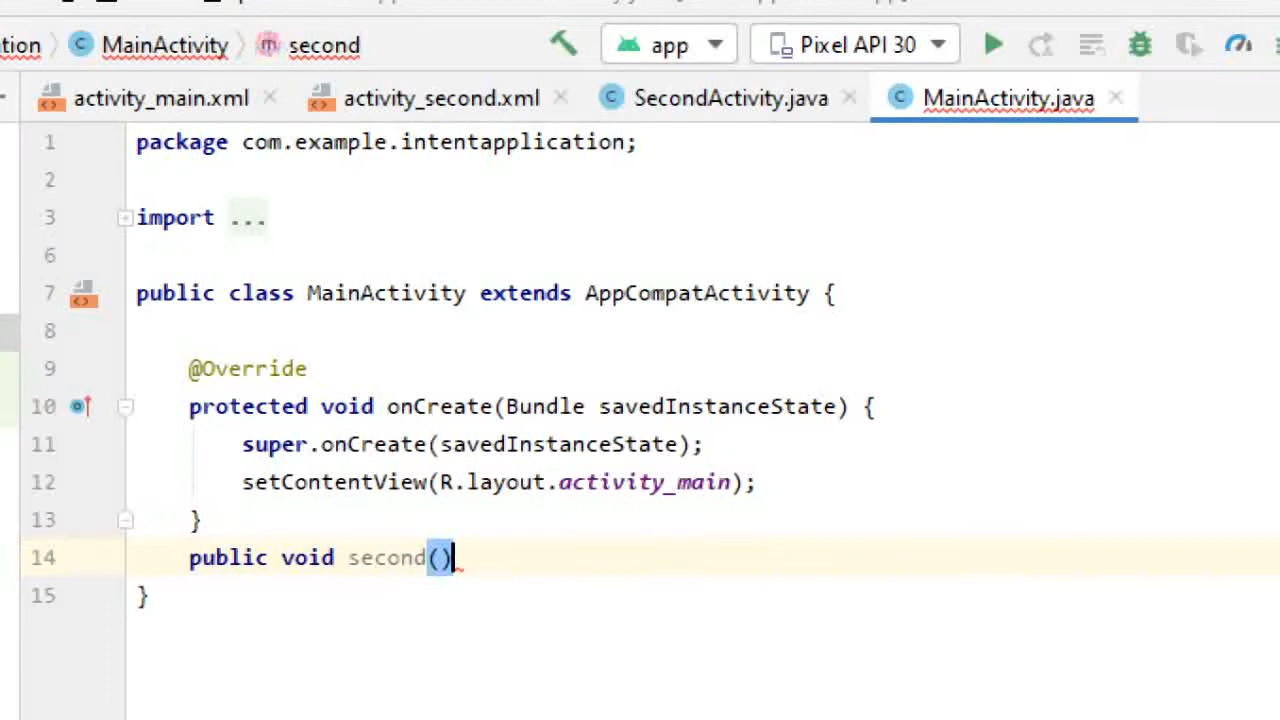 tion MainActivity second app Pixel API 30
activity_main.xml activity_second.xml SecondActivity.java MainActivity.java
1 package com.example.intentapplication;
2
3 import ...
6
7 public class MainActivity extends AppCompatActivity {
8
9 @Override
10 protected void onCreate(Bundle savedInstanceState) {
11 super.onCreate(savedInstanceState);
12 setContentView(R.layout.activity_main);
13 }
14 public void second()
15 }